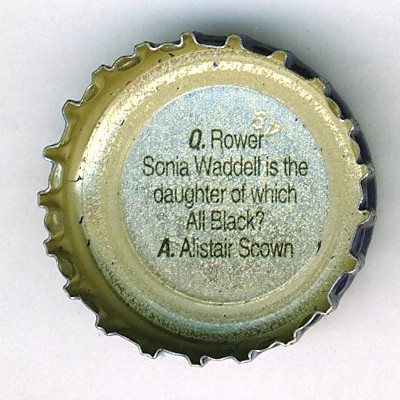 Q. Rower
Sonia Waddell is the
daughter of which
All Black?
A. Alistair Scown